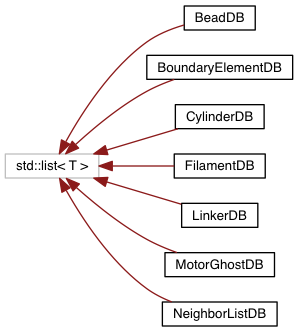 BeadDB
BoundaryElementDB
CylinderDB
std::list< T >
FilamentDB
LinkerDB
MotorGhostDB
NeighborListDB